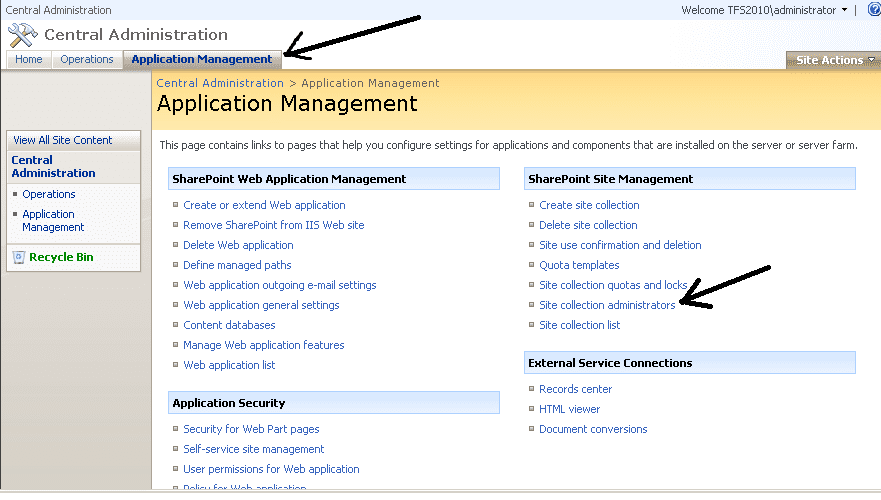 Central Administration
Welcome TFS2010\administrator
Central Administration
Home Operations Application Management
Site Actions
Central Administration > Application Management
Application Management
This page contains links to pages that help you configure settings for applications and components that are installed on the server or server farm.
View All Site Content
Central
Administration
Operations
Application
Management
Recycle Bin
SharePoint Web Application Management
Create or extend Web application
Remove SharePoint from IIS Web site
Delete Web application
Define managed paths
Web application outgoing e-mail settings
Web application general settings
Content databases
Manage Web application features
Web application list
Application Security
Security for Web Part pages
Self-service site management
User permissions for Web application
Policy for Web application
SharePoint Site Management
Create site collection
Delete site collection
Site use confirmation and deletion
Quota templates
Site collection quotas and locks
Site collection administrators
Site collection list
External Service Connections
Records center
HTML viewer
Document conversions